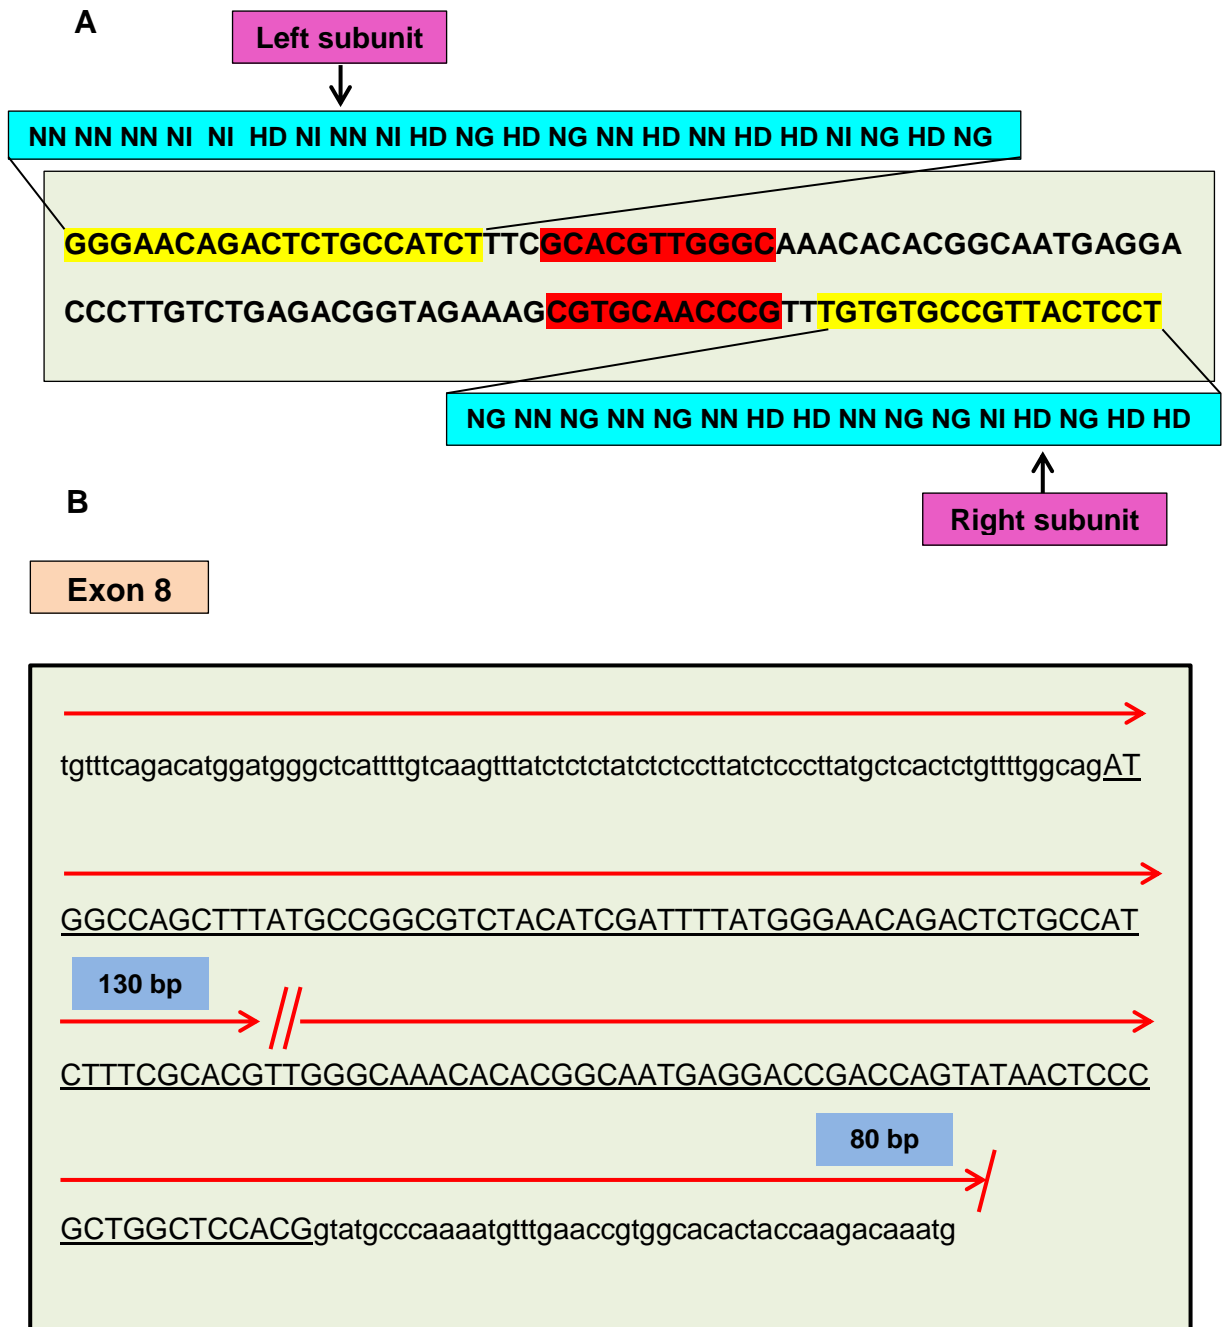 A
Left subunit
NN NN NN NI NI HD NI NN NI HD NG HD NG NN HD NN HD HD NI NG HD NG
GGGAACAGACTCTGCCATCTTTCGCACGTTGGGCAAACACACGGCAATGAGGA
CCCTTGTCTGAGACGGTAGAAAGCGTGCAACCCGTTTGTGTGCCGTTACTCCT
NG NN NG NN NG NN HD HD NN NG NG NI HD NG HD HD
Right subunit
B
Exon 8
tgtttcagacatggatgggctcattttgtcaagtttatctctctatctctccttatctcccttatgctcactctgttttggcagAT
GGCCAGCTTTATGCCGGCGTCTACATCGATTTTATGGGAACAGACTCTGCCAT
130 bp
CTTTCGCACGTTGGGCAAACACACGGCAATGAGGACCGACCAGTATAACTCCC
80 bp
GCTGGCTCCACGgtatgcccaaaatgtttgaaccgtggcacactaccaagacaaatg